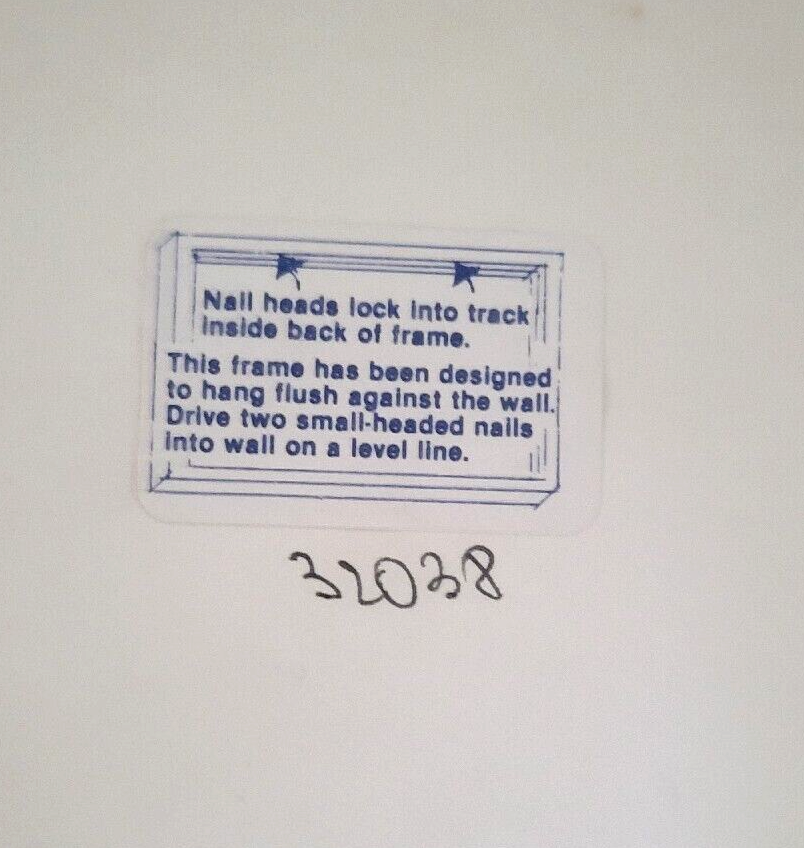 Nail heads lock into track
inside back of frame.
This frame has been designed
to hang flush against the wall.
Drive two small-headed nails
into wall on a level line.
32038